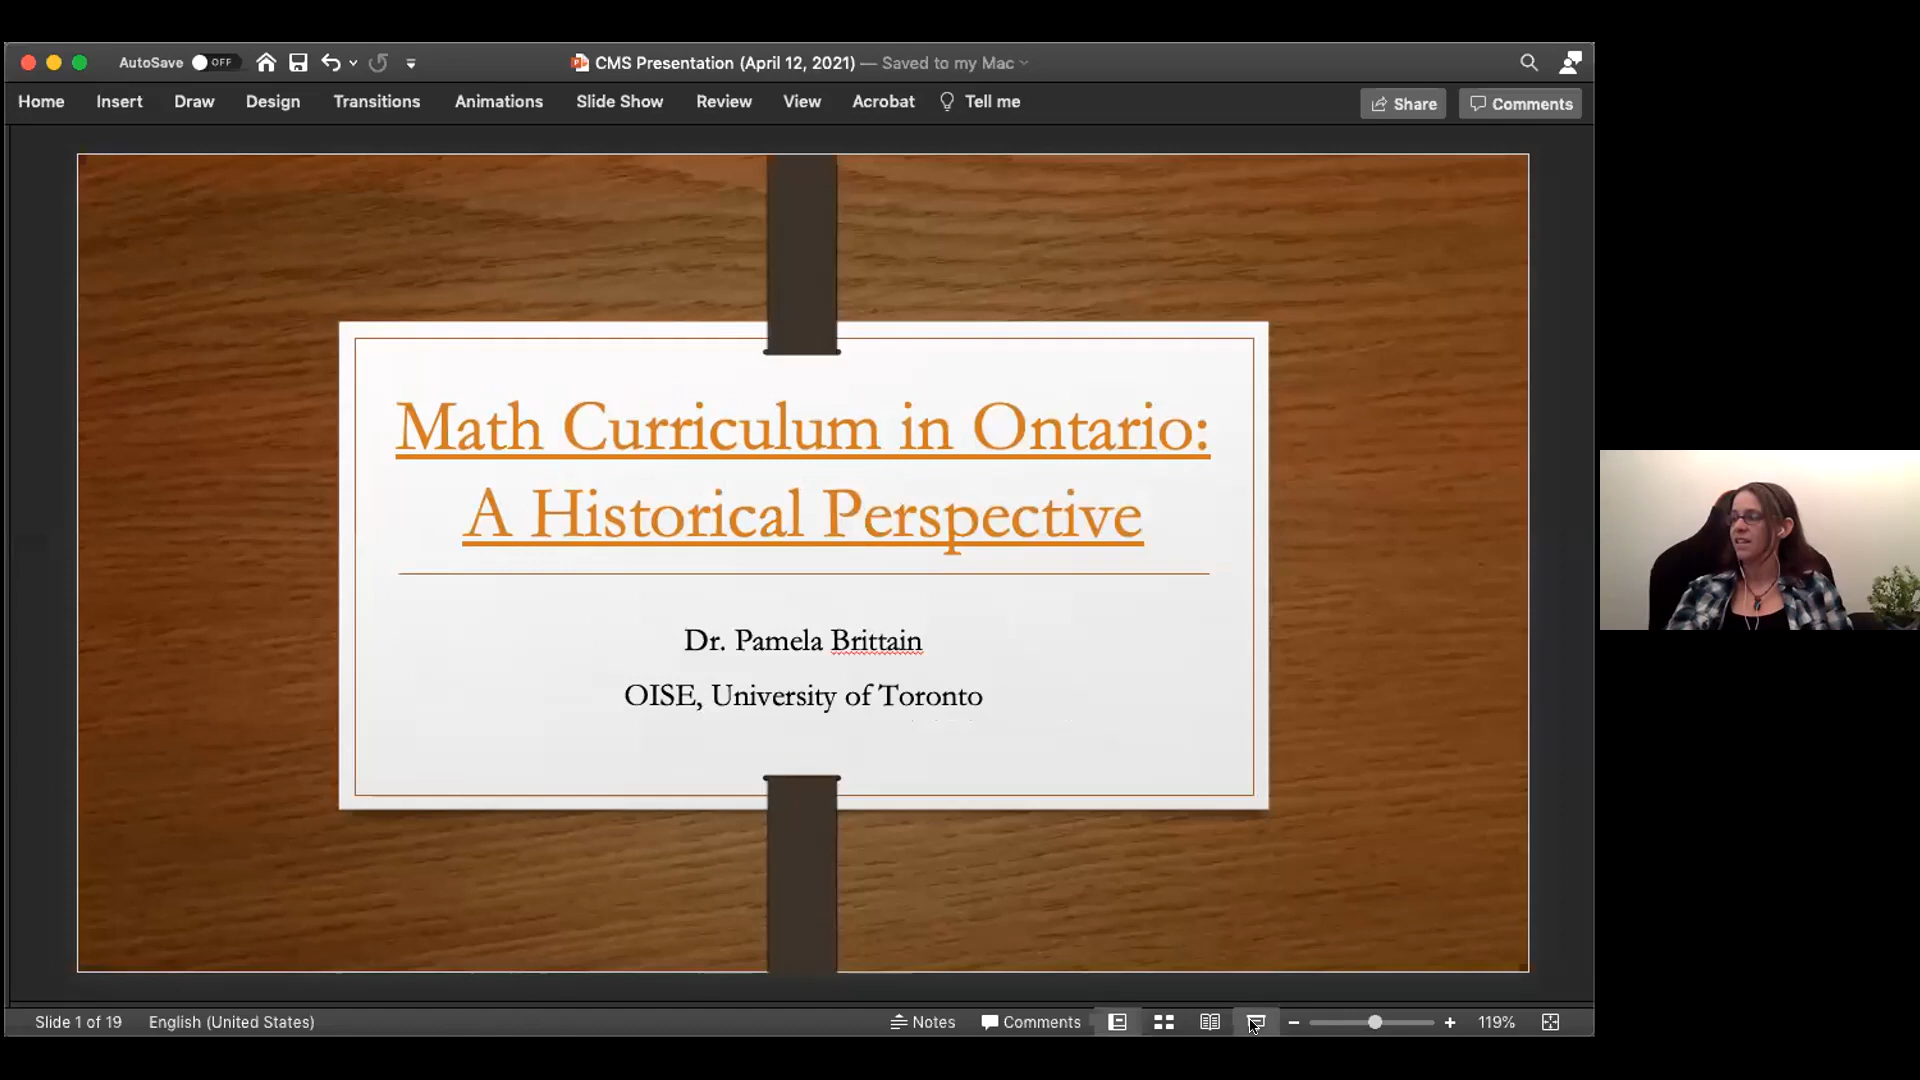 AutoSave OFF
CMS Presentation (April 12, 2021) — Saved to my Mac
Home Insert Draw Design Transitions Animations Slide Show Review View Acrobat Tell me
Share Comments
Math Curriculum in Ontario:
A Historical Perspective
Dr. Pamela Brittain
OISE, University of Toronto
Slide 1 of 19 English (United States) Notes Comments 119%